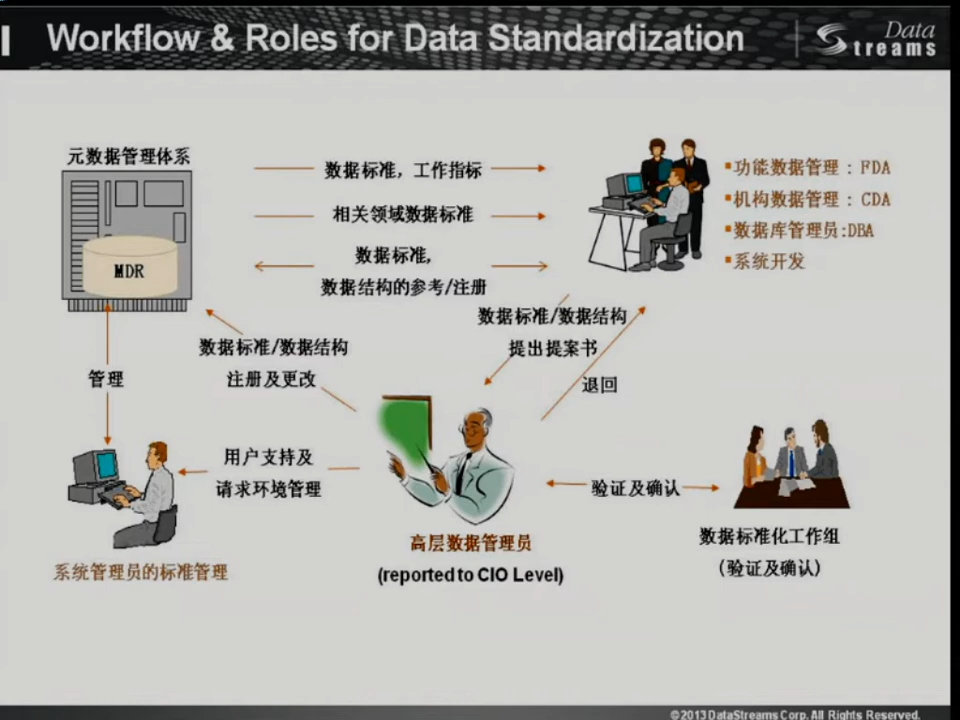 Workflow & Roles for Data Standardization
Data
Streams
元数据管理体系
MDR
数据标准，工作指标
相关领域数据标准
数据标准，
数据结构的参考/注册
▪功能数据管理：FDA
▪机构数据管理：CDA
▪数据库管理员:DBA
▪系统开发
数据标准/数据结构
提出提案书
数据标准/数据结构
注册及更改
管理
退回
用户支持及
请求环境管理
验证及确认
高层数据管理员
(reported to CIO Level)
数据标准化工作组
(验证及确认)
系统管理员的标准管理
©2013 DataStreams Corp. All Rights Reserved.